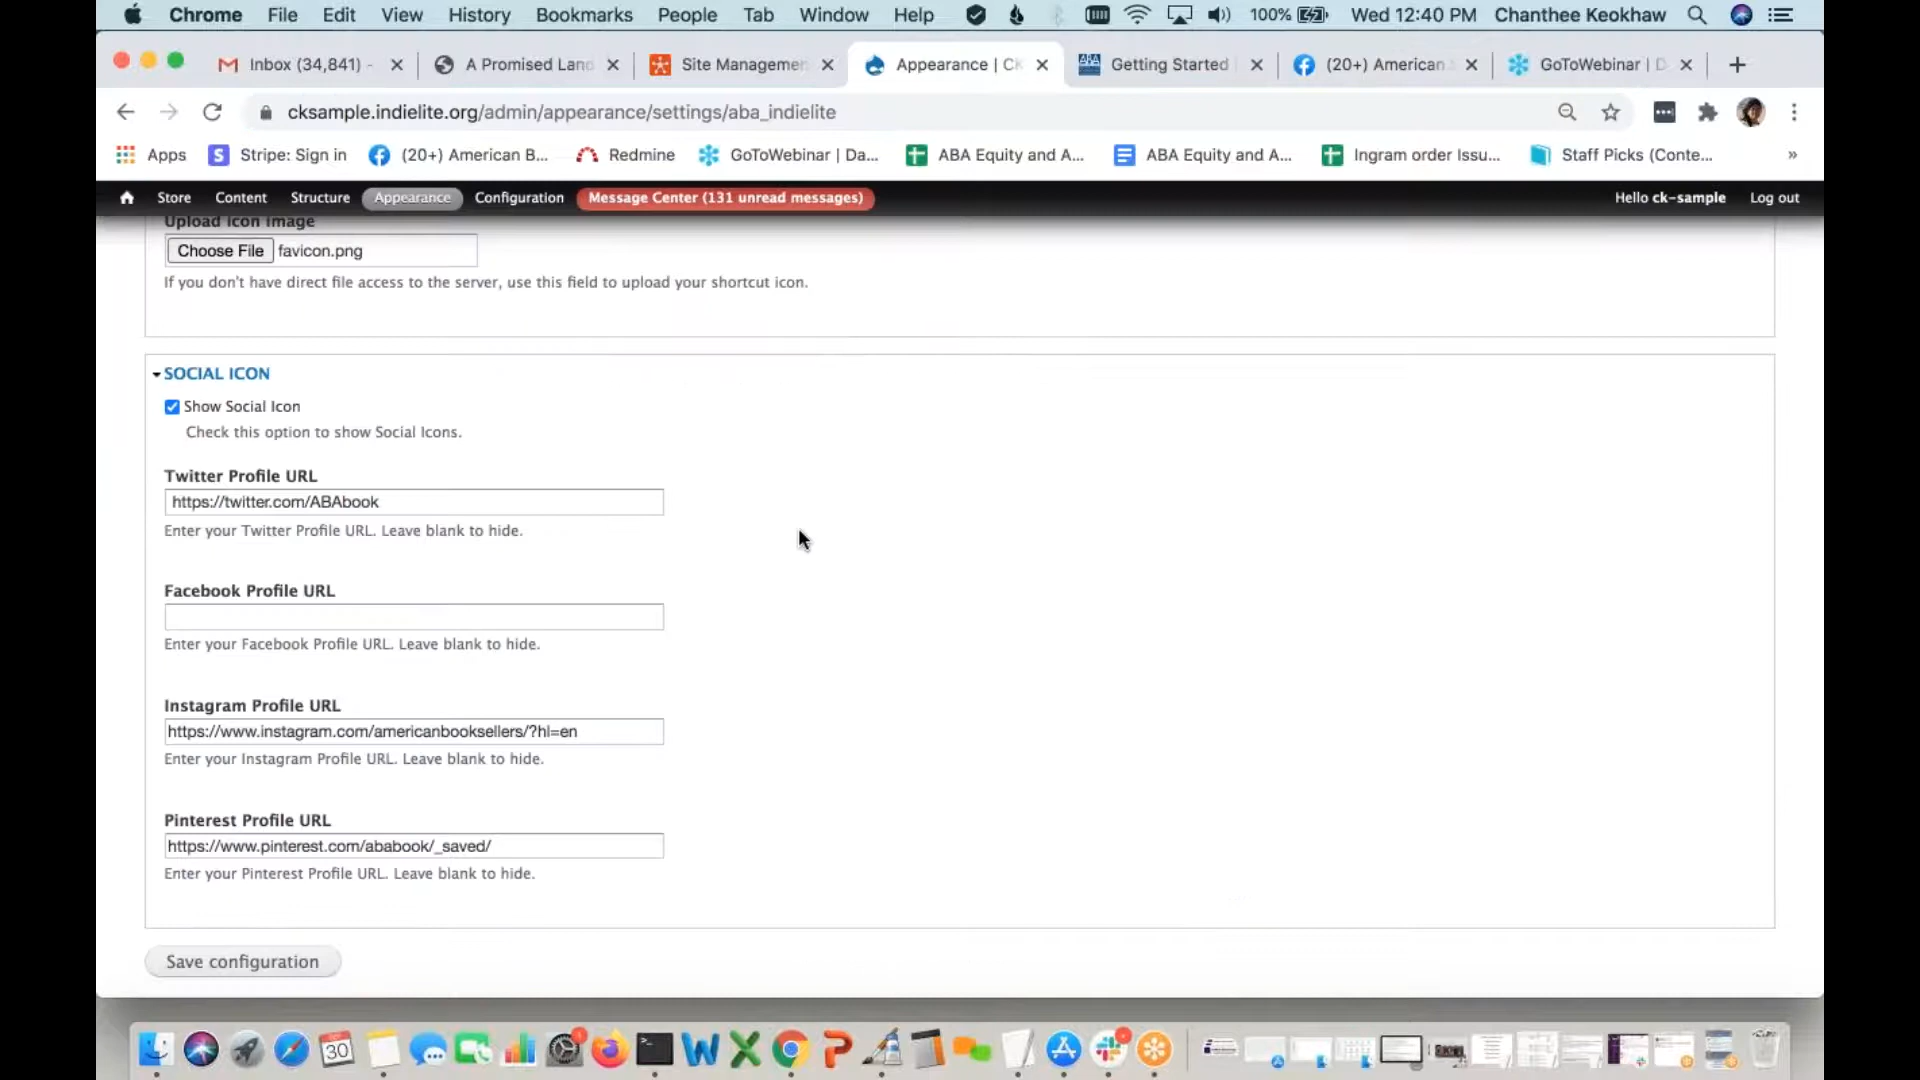 Chrome File Edit View History Bookmarks People Tab Window Help 100% Wed 12:40 PM Chanthee Keokhaw
Inbox (34,841) - A Promised Land Site Managemen Appearance | CK Getting Started (20+) American GoToWebinar | D
cksample.indielite.org/admin/appearance/settings/aba_indielite
Apps Stripe: Sign in (20+) American B... Redmine GoToWebinar | Da... ABA Equity and A... ABA Equity and A... Ingram order Issu... Staff Picks (Conte... »
Store Content Structure Appearance Configuration Message Center (131 unread messages) Hello ck-sample Log out
Upload icon image
Choose File favicon.png
If you don't have direct file access to the server, use this field to upload your shortcut icon.
SOCIAL ICON
Show Social Icon
Check this option to show Social Icons.
Twitter Profile URL
https://twitter.com/ABAbook
Enter your Twitter Profile URL. Leave blank to hide.
Facebook Profile URL
Enter your Facebook Profile URL. Leave blank to hide.
Instagram Profile URL
https://www.instagram.com/americanbooksellers/?hl=en
Enter your Instagram Profile URL. Leave blank to hide.
Pinterest Profile URL
https://www.pinterest.com/ababook/_saved/
Enter your Pinterest Profile URL. Leave blank to hide.
Save configuration
30